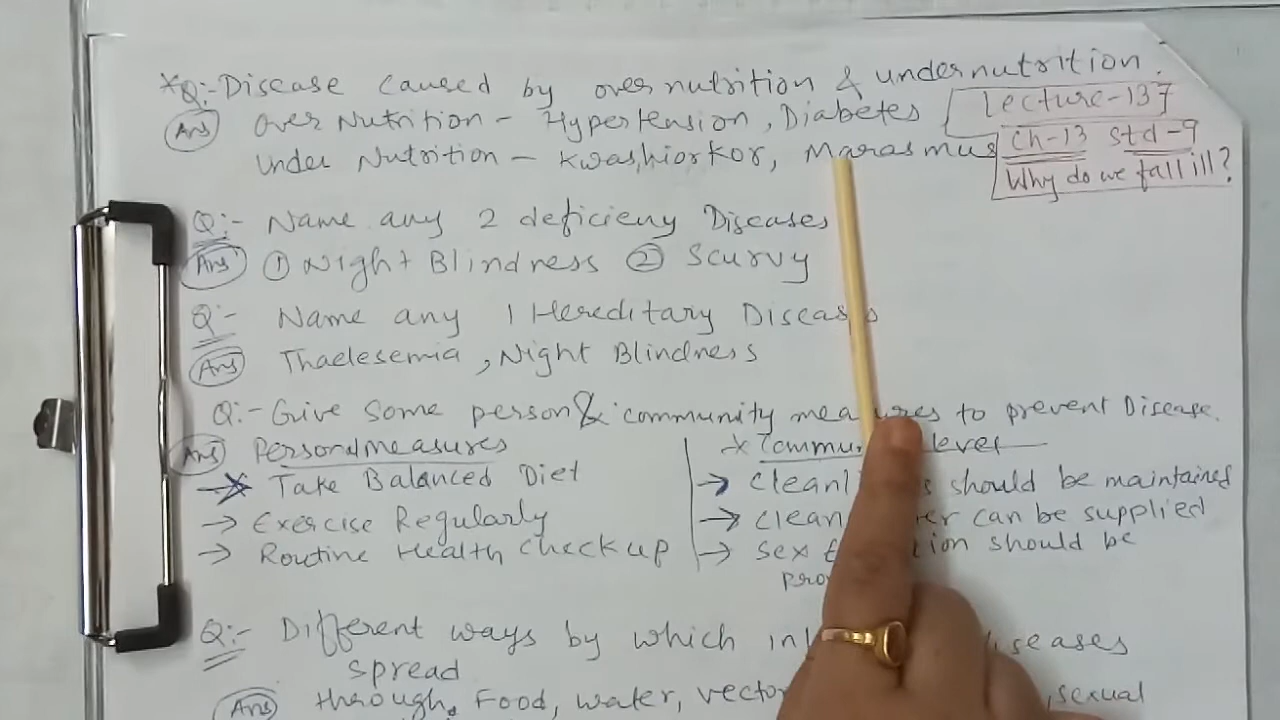 *Q:- Disease caused by over nutrition & undernutrition.
Ans Over Nutrition - Hypertension, Diabetes
Under Nutrition - Kwashiorkor, Marasmus
Lecture-137
Ch-13 std-9
Why do we fall ill?
Q:- Name any 2 deficieny Diseases
Ans ① Night Blindness ② Scurvy
Q:- Name any 1 Hereditary Diseases
Ans Thaelesemia, Night Blindness
Q:- Give some person & community measures to prevent Disease.
Ans Personal measures
→ Take Balanced Diet
→ Exercise Regularly
→ Routine Health Checkup
* level
→ should be maintained
→ Clean can be supplied
→ Sex should be
Q:- Different ways by which
spread
Ans through Food, water, sexual